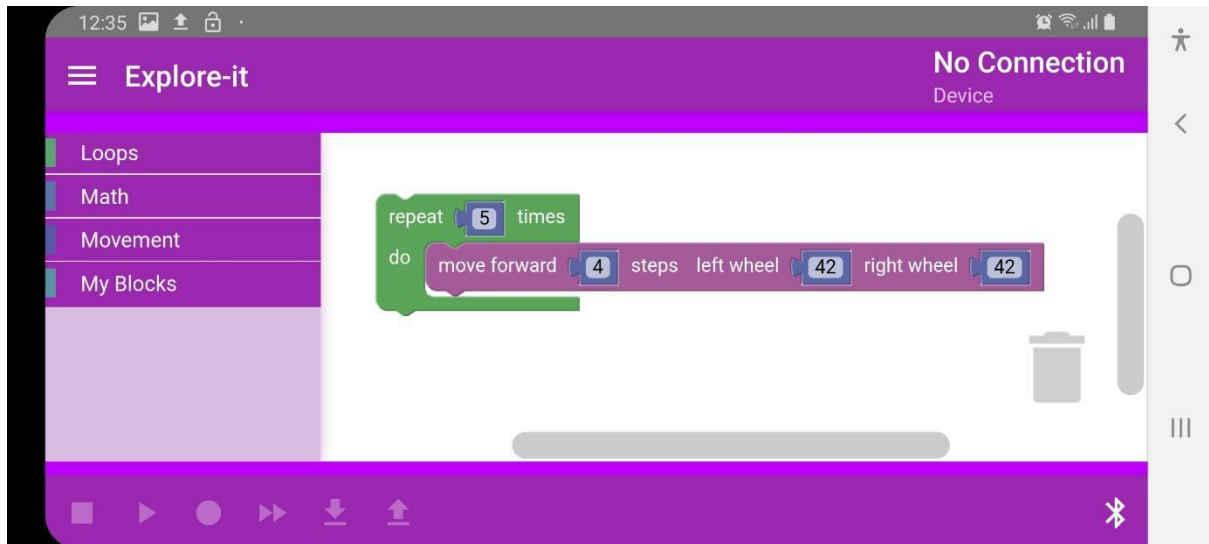 12:35
Explore-it
No Connection
Device
Loops
Math
Movement
My Blocks
repeat 5 times
do move forward 4 steps left wheel 42 right wheel 42